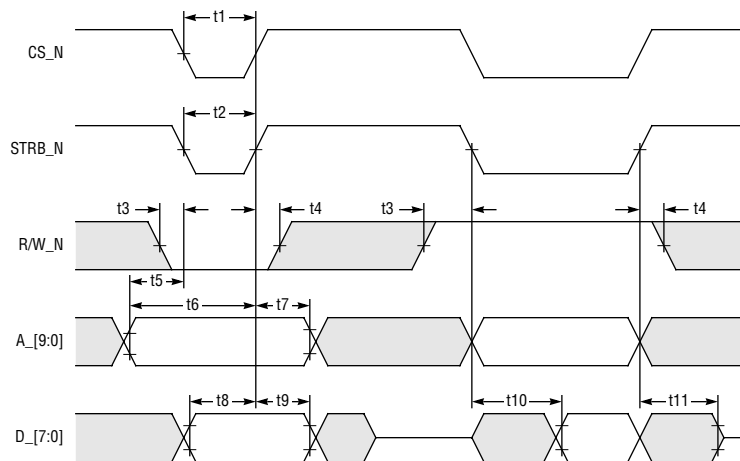 t1
CS_N
t2
STRB_N
t3 t4 t3 t4
R/W_N
t5
t6 t7
A_[9:0]
t8 t9 t10 t11
D_[7:0]